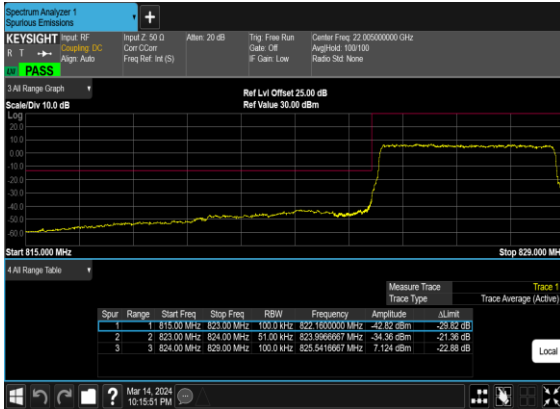 Spectrum Analyzer 1
Spurious Emissions
+
KEYSIGHT Input: RF Input Z: 50 Ω Atten: 20 dB Trig: Free Run Center Freq: 22.005000000 GHz
R T Coupling: DC Corr CCorr Gate: Off Avg|Hold: 100/100
Align: Auto Freq Ref: Int (S) IF Gain: Low Radio Std: None
PASS
3 All Range Graph
Ref Lvl Offset 25.00 dB
Scale/Div 10.0 dB Ref Value 30.00 dBm
Log
20.0
10.0
0.00
-10.0
-20.0
-30.0
-40.0
-50.0
-60.0
Start 815.000 MHz Stop 829.000 MH
4 All Range Table
Measure Trace Trace 1
Trace Type Trace Average (Active)
Spur Range Start Freq Stop Freq RBW Frequency Amplitude ΔLimit
1 1 815.00 MHz 823.00 MHz 100.0 kHz 822.1600000 MHz -42.82 dBm -29.82 dB
2 2 823.00 MHz 824.00 MHz 51.00 kHz 823.9966667 MHz -34.36 dBm -21.36 dB
3 3 824.00 MHz 829.00 MHz 100.0 kHz 825.5416667 MHz 7.124 dBm -22.88 dB
Local
?
Mar 14, 2024
10:15:51 PM